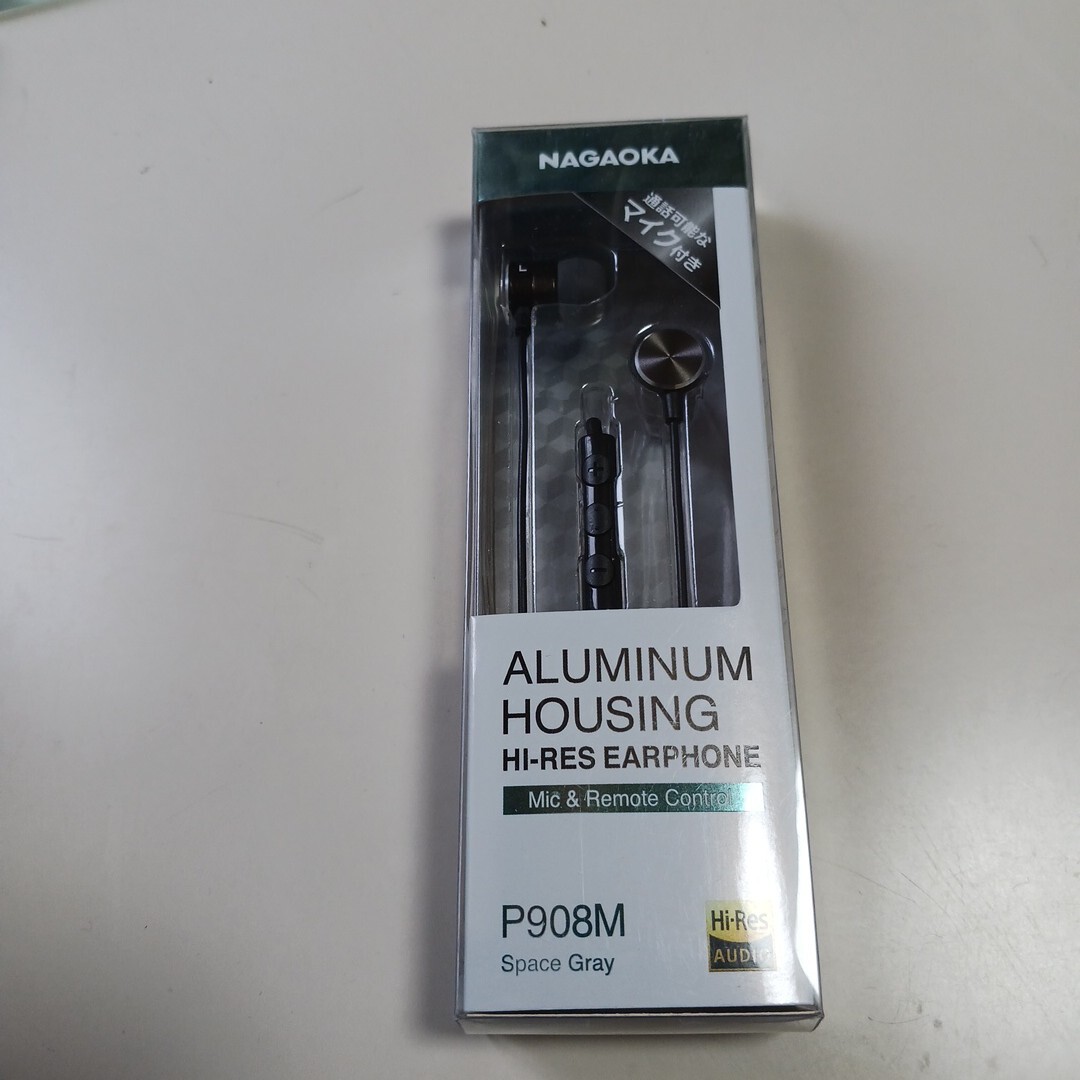 NAGAOKA
通話可能な
マイク付き
L
ALUMINUM
HOUSING
HI-RES EARPHONE
Mic & Remote Control
P908M
Space Gray
Hi-Res
AUDIO